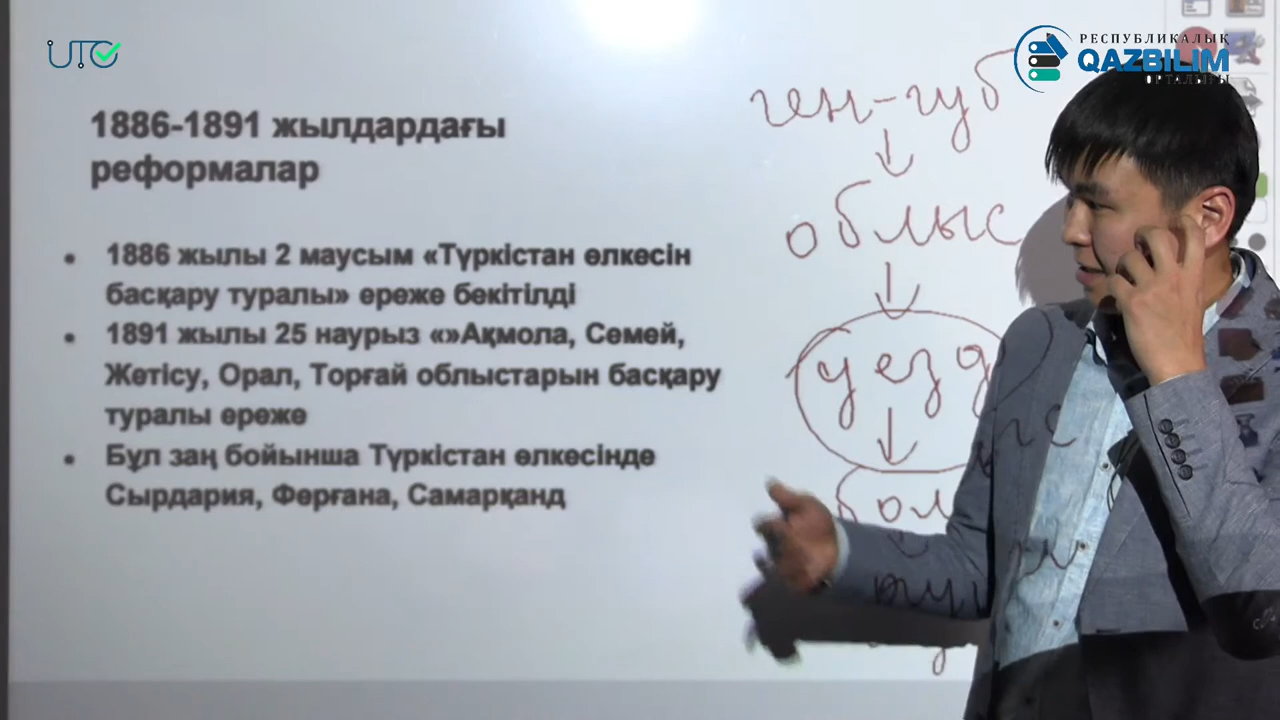 UTO
РЕСПУБЛИКАЛЫҚ
QAZBILIM
ОРТАЛЫҒЫ
1886-1891 жылдардағы
реформалар
• 1886 жылы 2 маусым «Түркістан өлкесін
басқару туралы» ереже бекітілді
• 1891 жылы 25 наурыз «»Ақмола, Семей,
Жетісу, Орал, Торғай облыстарын басқару
туралы ереже
• Бұл заң бойынша Түркістан өлкесінде
Сырдария, Ферғана, Самарқанд
ген-губ
облыс
уезд